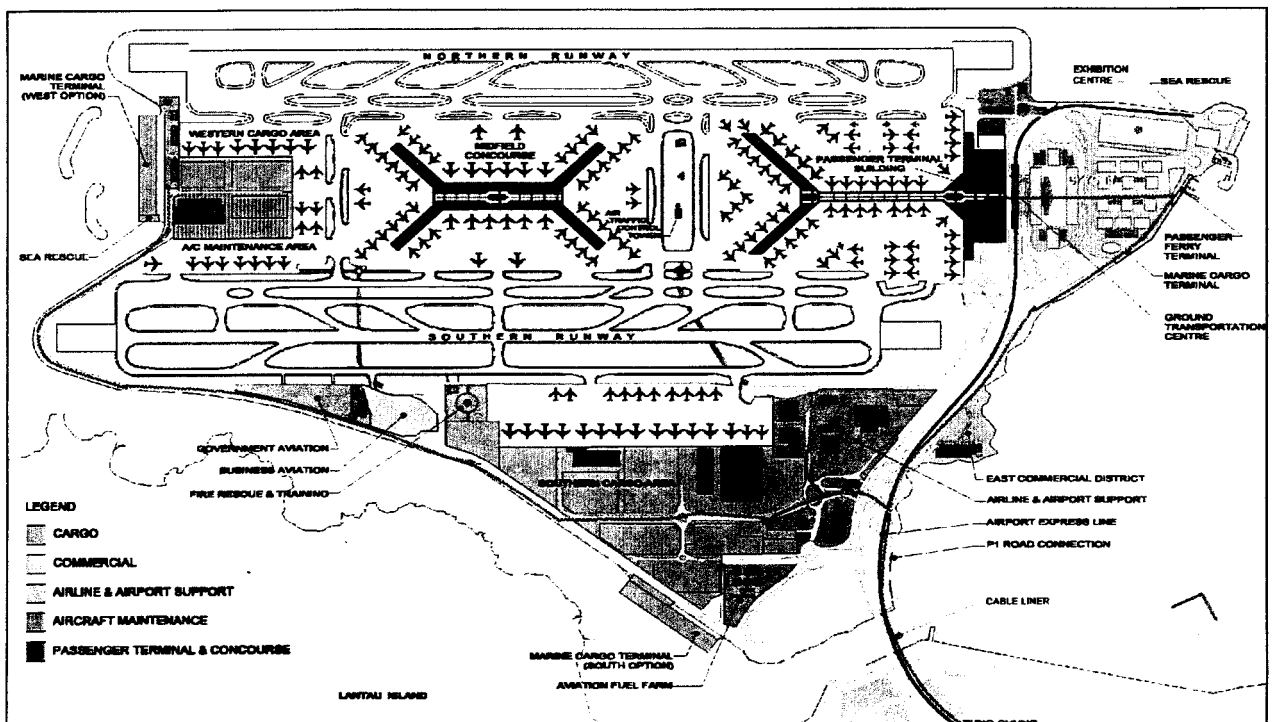 NORTHERN RUNWAY
MARINE CARGO
TERMINAL
(WEST OPTION)
EXHIBITION
CENTRE
SEA RESCUE
WESTERN CARGO AREA
MIDFIELD
CONCOURSE
PASSENGER TERMINAL
BUILDING
AIR
TRAFFIC
CONTROL
TOWER
A/C MAINTENANCE AREA
SEA RESCUE
PASSENGER
FERRY
TERMINAL
MARINE CARGO
TERMINAL
GROUND
TRANSPORTATION
CENTRE
SOUTHERN RUNWAY
GOVERNMENT AVIATION
BUSINESS AVIATION
FIRE RESCUE & TRAINING
SOUTHERN CARGO AREA
EAST COMMERCIAL DISTRICT
AIRLINE & AIRPORT SUPPORT
AIRPORT EXPRESS LINE
P1 ROAD CONNECTION
CABLE LINER
LEGEND
CARGO
COMMERCIAL
AIRLINE & AIRPORT SUPPORT
AIRCRAFT MAINTENANCE
PASSENGER TERMINAL & CONCOURSE
MARINE CARGO TERMINAL
(SOUTH OPTION)
AVIATION FUEL FARM
LANTAU ISLAND